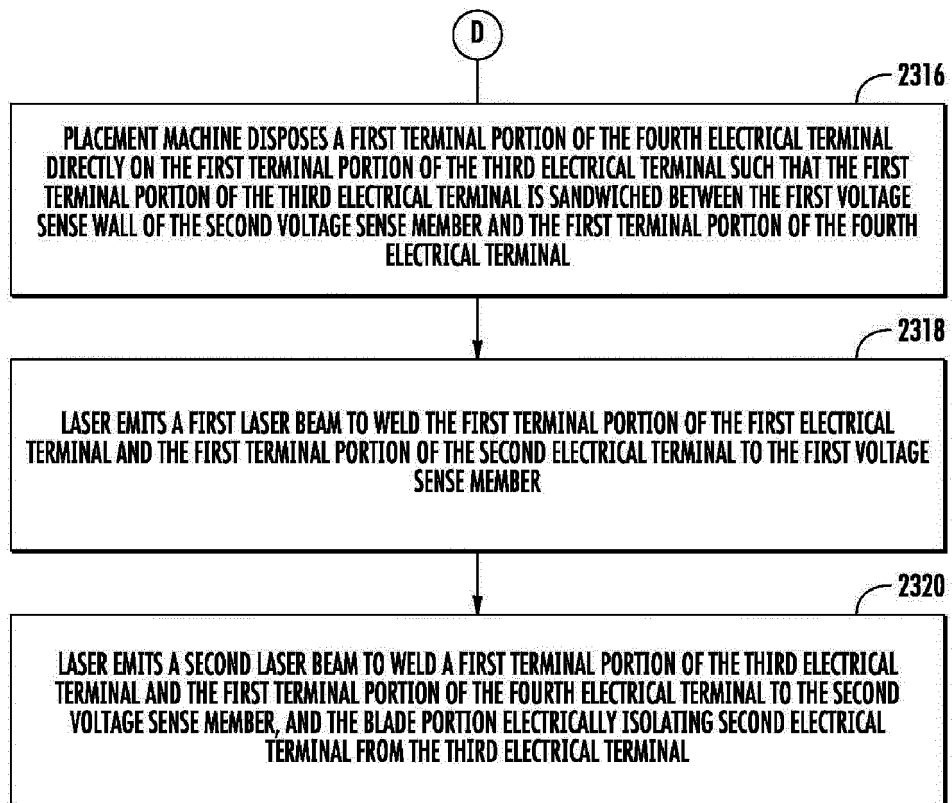 D
2316
PLACEMENT MACHINE DISPOSES A FIRST TERMINAL PORTION OF THE FOURTH ELECTRICAL TERMINAL
DIRECTLY ON THE FIRST TERMINAL PORTION OF THE THIRD ELECTRICAL TERMINAL SUCH THAT THE FIRST
TERMINAL PORTION OF THE THIRD ELECTRICAL TERMINAL IS SANDWICHED BETWEEN THE FIRST VOLTAGE
SENSE WALL OF THE SECOND VOLTAGE SENSE MEMBER AND THE FIRST TERMINAL PORTION OF THE FOURTH
ELECTRICAL TERMINAL
2318
LASER EMITS A FIRST LASER BEAM TO WELD THE FIRST TERMINAL PORTION OF THE FIRST ELECTRICAL
TERMINAL AND THE FIRST TERMINAL PORTION OF THE SECOND ELECTRICAL TERMINAL TO THE FIRST VOLTAGE
SENSE MEMBER
2320
LASER EMITS A SECOND LASER BEAM TO WELD A FIRST TERMINAL PORTION OF THE THIRD ELECTRICAL
TERMINAL AND THE FIRST TERMINAL PORTION OF THE FOURTH ELECTRICAL TERMINAL TO THE SECOND
VOLTAGE SENSE MEMBER, AND THE BLADE PORTION ELECTRICALLY ISOLATING SECOND ELECTRICAL
TERMINAL FROM THE THIRD ELECTRICAL TERMINAL